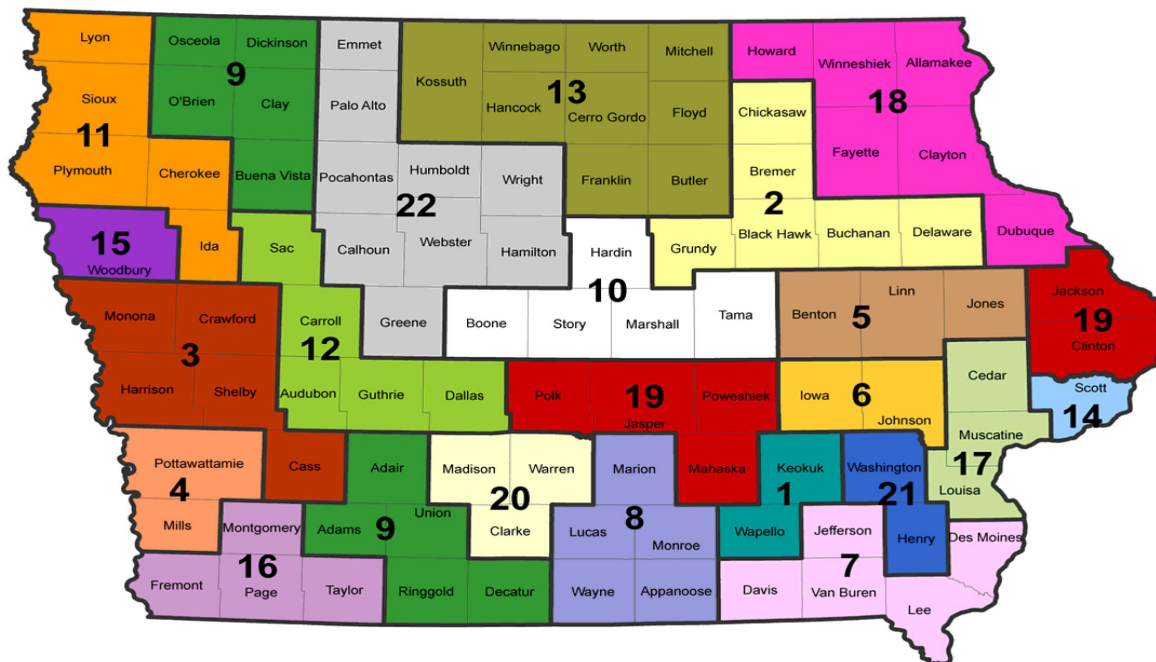 Lyon
Osceola
Dickinson
Emmet
Winnebago
Worth
Mitchell
Howard
Winneshiek
Allamakee
9
Kossuth
13
Sioux
O'Brien
Clay
Palo Alto
Hancock
Cerro Gordo
Floyd
Chickasaw
18
11
Plymouth
Cherokee
Buena Vista
Pocahontas
Humboldt
Wright
Franklin
Butler
Bremer
Fayette
Clayton
22
2
15
Woodbury
Ida
Sac
Calhoun
Webster
Hamilton
Hardin
Grundy
Black Hawk
Buchanan
Delaware
Dubuque
10
Monona
Crawford
Carroll
Greene
Boone
Story
Marshall
Tama
Benton
Linn
Jones
Jackson
5
19
Clinton
3
12
Harrison
Shelby
Audubon
Guthrie
Dallas
Polk
19
Jasper
Poweshiek
Iowa
6
Johnson
Cedar
Scott
14
Muscatine
Pottawattamie
Cass
Adair
Madison
Warren
Marion
Mahaska
Keokuk
Washington
17
Louisa
4
20
1
21
Mills
Montgomery
Adams
Union
9
Clarke
Lucas
8
Monroe
Wapello
Jefferson
Henry
Des Moines
16
7
Fremont
Page
Taylor
Ringgold
Decatur
Wayne
Appanoose
Davis
Van Buren
Lee